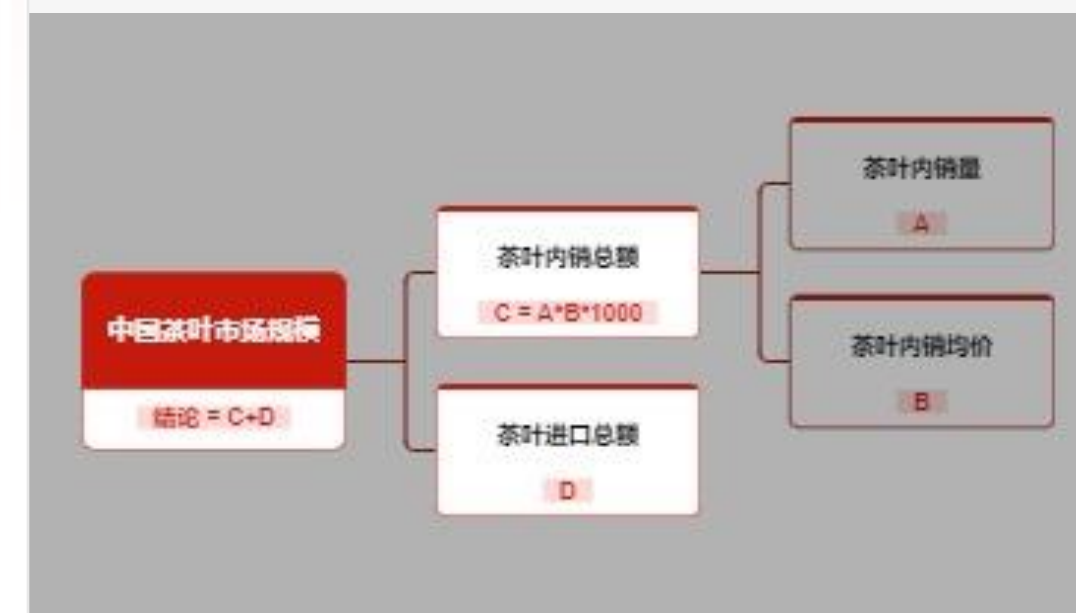 中国茶叶市场规模
结论 = C+D
茶叶内销总额
C = A*B*1000
茶叶进口总额
D
茶叶内销量
A
茶叶内销均价
B